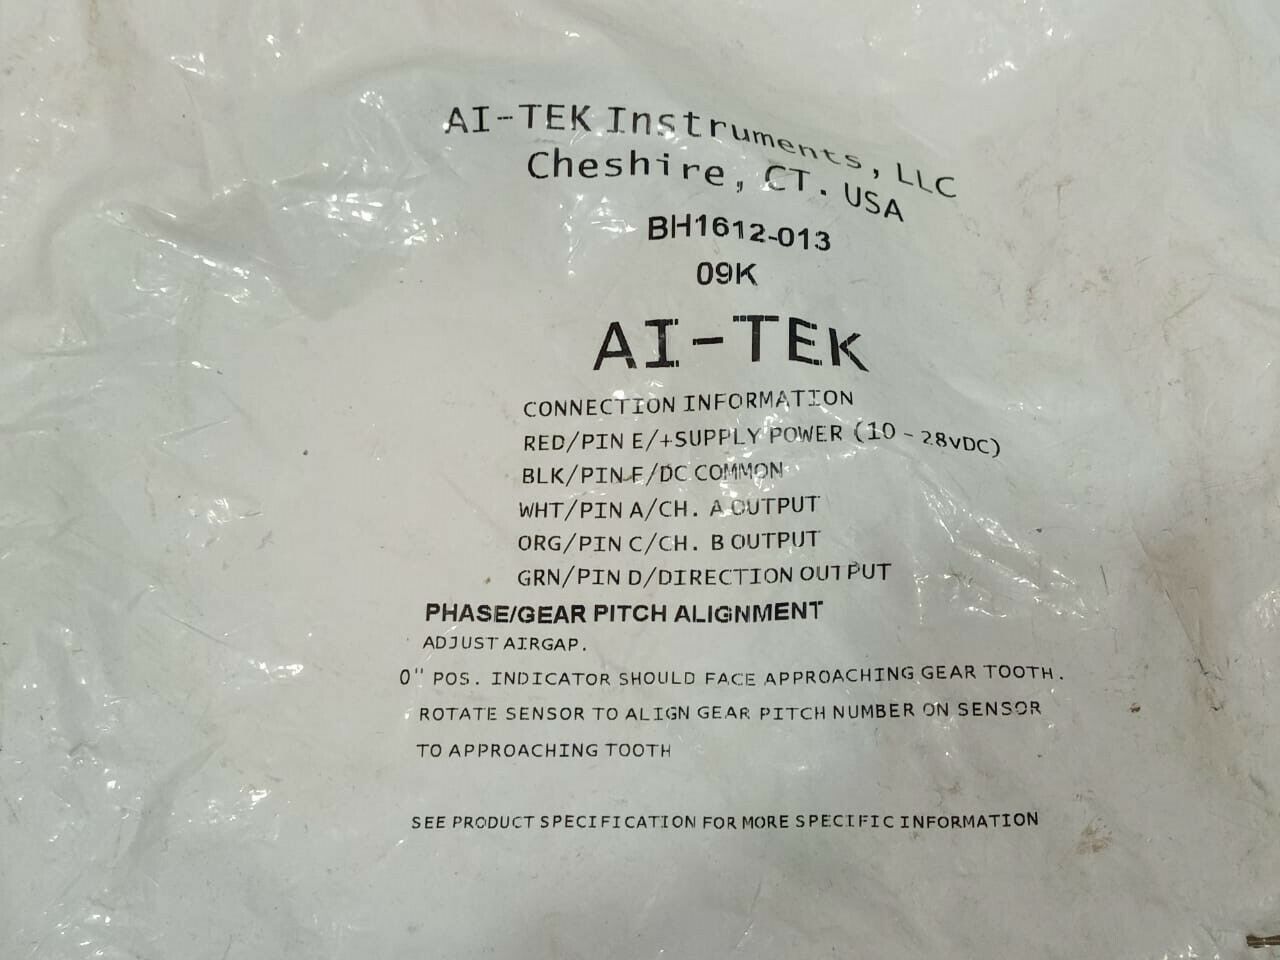 AI-TEK Instruments, LLC
Cheshire, CT. USA
BH1612-013
09K
AI-TEK
CONNECTION INFORMATION
RED/PIN E/+SUPPLY POWER (10-28VDC)
BLK/PIN F/DC COMMON
WHT/PIN A/CH. A OUTPUT
ORG/PIN C/CH. B OUTPUT
GRN/PIN D/DIRECTION OUTPUT
PHASE/GEAR PITCH ALIGNMENT
ADJUST AIRGAP.
0" POS. INDICATOR SHOULD FACE APPROACHING GEAR TOOTH.
ROTATE SENSOR TO ALIGN GEAR PITCH NUMBER ON SENSOR
TO APPROACHING TOOTH
SEE PRODUCT SPECIFICATION FOR MORE SPECIFIC INFORMATION